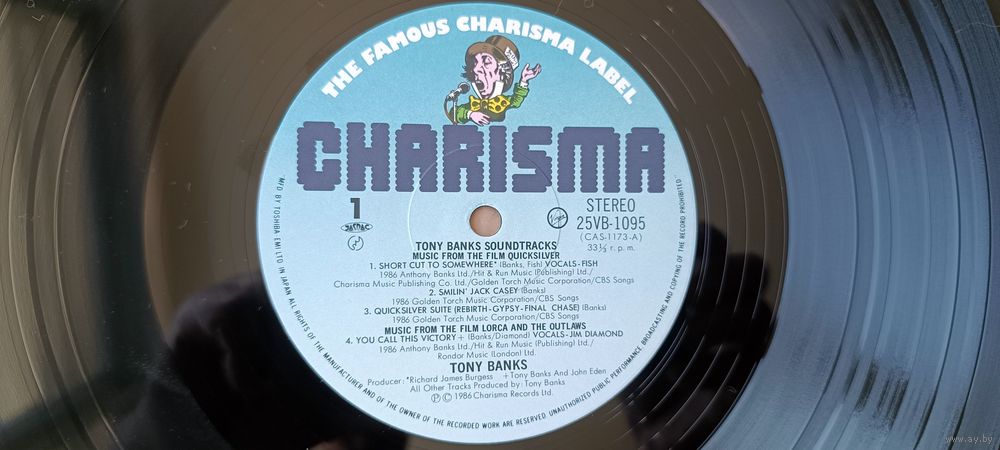 THE FAMOUS CHARISMA LABEL
CHARISMA
1
JASRAC
STEREO
25VB-1095
(CAS-1173-A)
33⅓ r. p. m.
Virgin
TONY BANKS SOUNDTRACKS
MUSIC FROM THE FILM QUICKSILVER
1. SHORT CUT TO SOMEWHERE* (Banks, Fish) VOCALS-FISH
1986 Anthony Banks Ltd./Hit & Run Music (Publishing) Ltd./
Charisma Music Publishing Co. Ltd./Golden Torch Music Corporation/CBS Songs
2. SMILIN' JACK CASEY (Banks)
1986 Golden Torch Music Corporation/CBS Songs
3. QUICKSILVER SUITE (REBIRTH-GYPSY-FINAL CHASE) (Banks)
1986 Golden Torch Music Corporation/CBS Songs
MUSIC FROM THE FILM LORCA AND THE OUTLAWS
4. YOU CALL THIS VICTORY + (Banks/Diamond) VOCALS-JIM DIAMOND
1986 Anthony Banks Ltd./Hit & Run Music (Publishing) Ltd./
Rondor Music (London) Ltd.
TONY BANKS
Producer: *Richard James Burgess +Tony Banks And John Eden
All Other Tracks Produced by: Tony Banks
Ⓟ © 1986 Charisma Records Ltd.
"MF'D BY TOSHIBA EMI LTD. IN JAPAN ALL RIGHTS OF THE MANUFACTURER AND OF THE OWNER OF THE RECORDED WORK ARE RESERVED. UNAUTHORIZED PUBLIC PERFORMANCE, BROADCASTING AND COPYING OF THE RECORD PROHIBITED"
www.ay.by